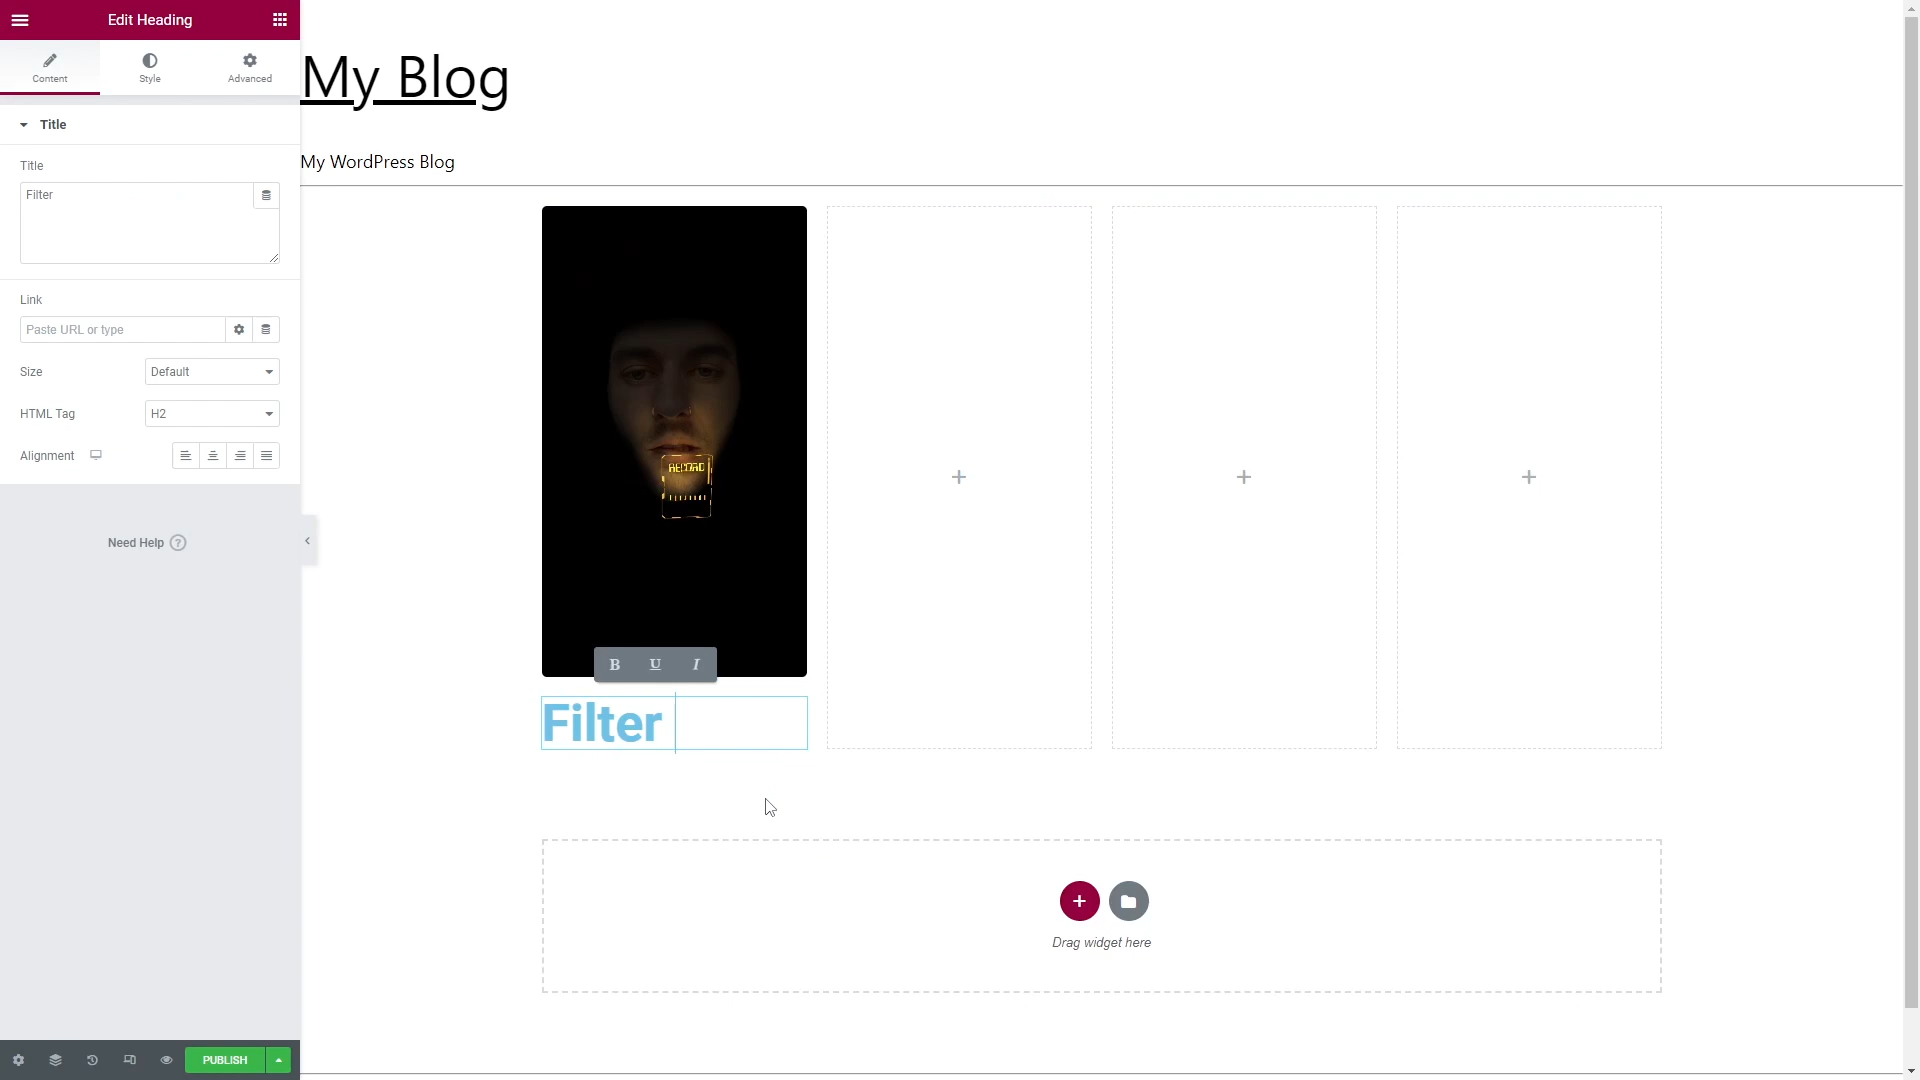 Edit Heading
Content
Style
Advanced
Title
Title
Filter
Link
Paste URL or type
Size
Default
HTML Tag
H2
Alignment
Need Help ?
PUBLISH
My Blog
My WordPress Blog
B U I
Filter
Drag widget here